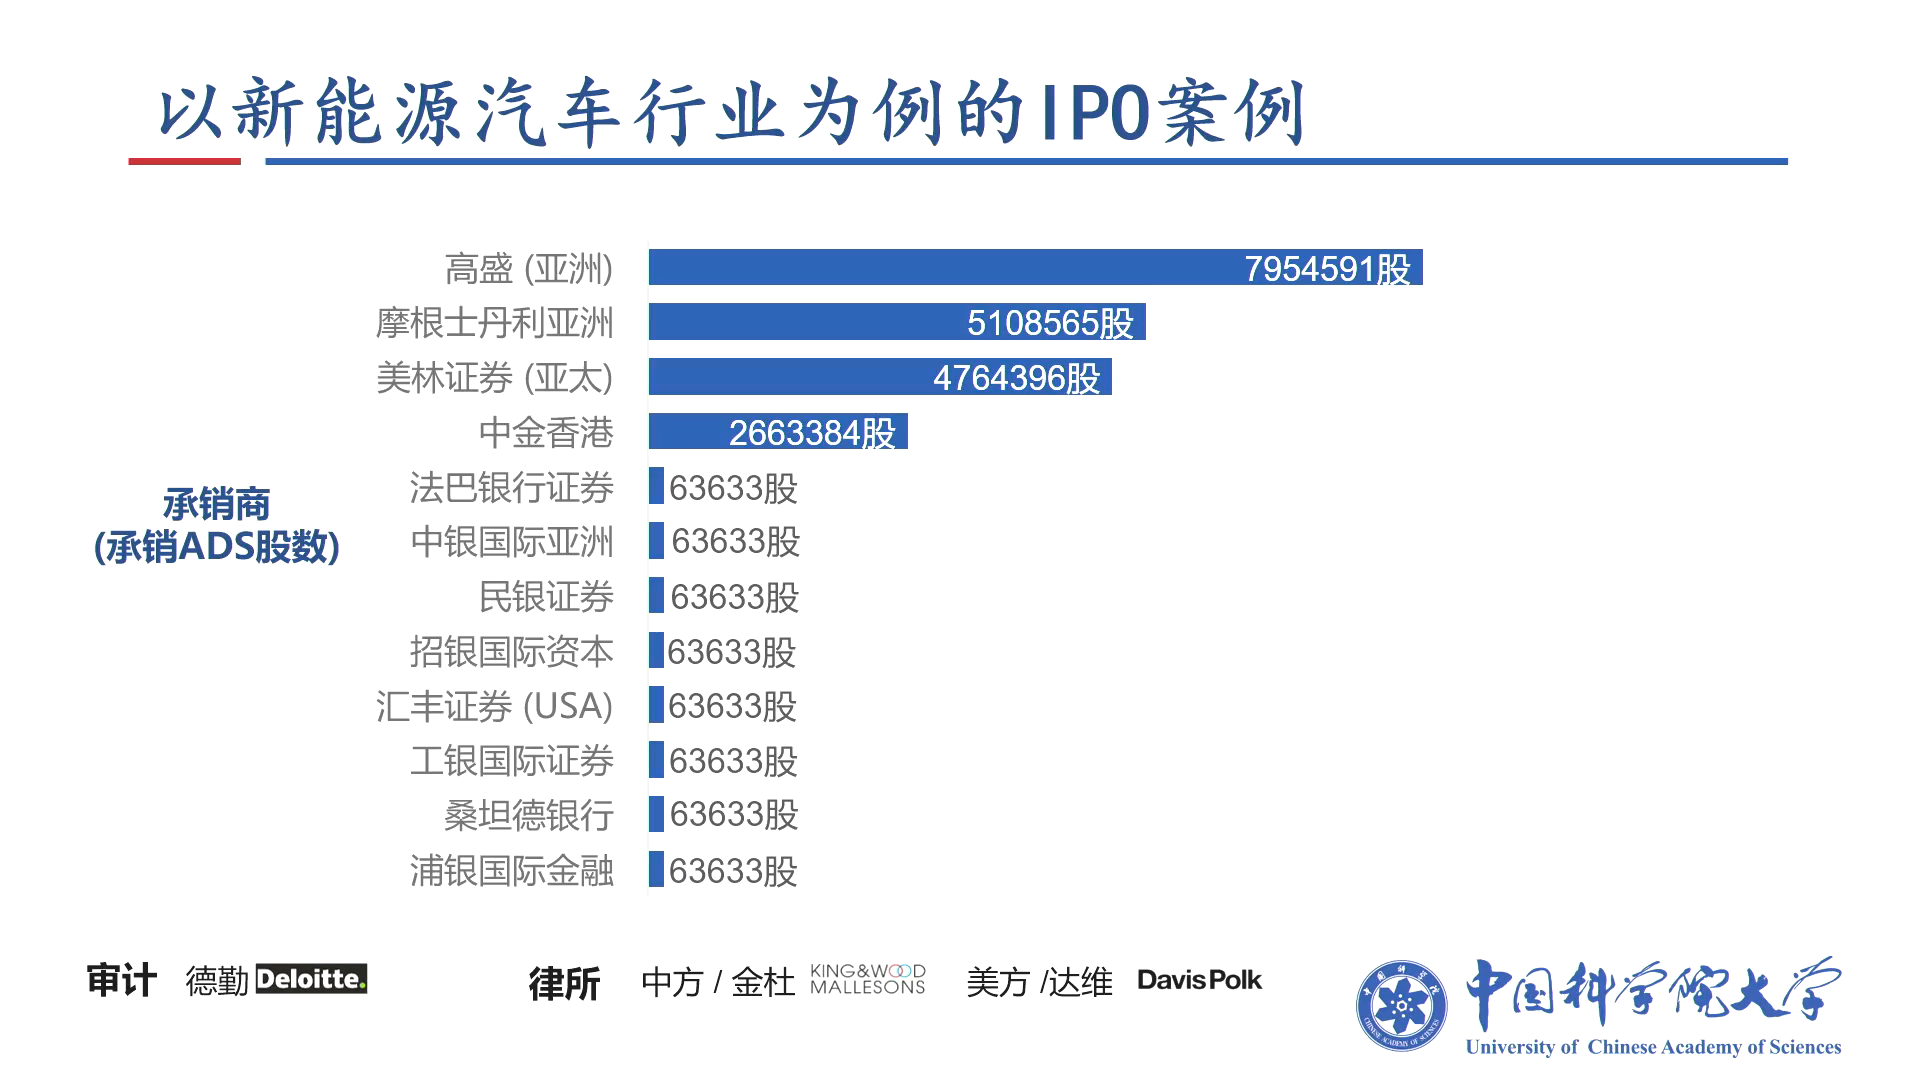 以新能源汽车行业为例的IPO案例
高盛 (亚洲) 7954591股
摩根士丹利亚洲 5108565股
美林证券 (亚太) 4764396股
中金香港 2663384股
法巴银行证券 63633股
承销商
(承销ADS股数)
中银国际亚洲 63633股
民银证券 63633股
招银国际资本 63633股
汇丰证券 (USA) 63633股
工银国际证券 63633股
桑坦德银行 63633股
浦银国际金融 63633股
审计 德勤 Deloitte.
律所 中方 / 金杜 KING&WOOD
MALLESONS
美方 /达维 Davis Polk
中国科学院大学
CHINESE ACADEMY OF SCIENCES
University of Chinese Academy of Sciences